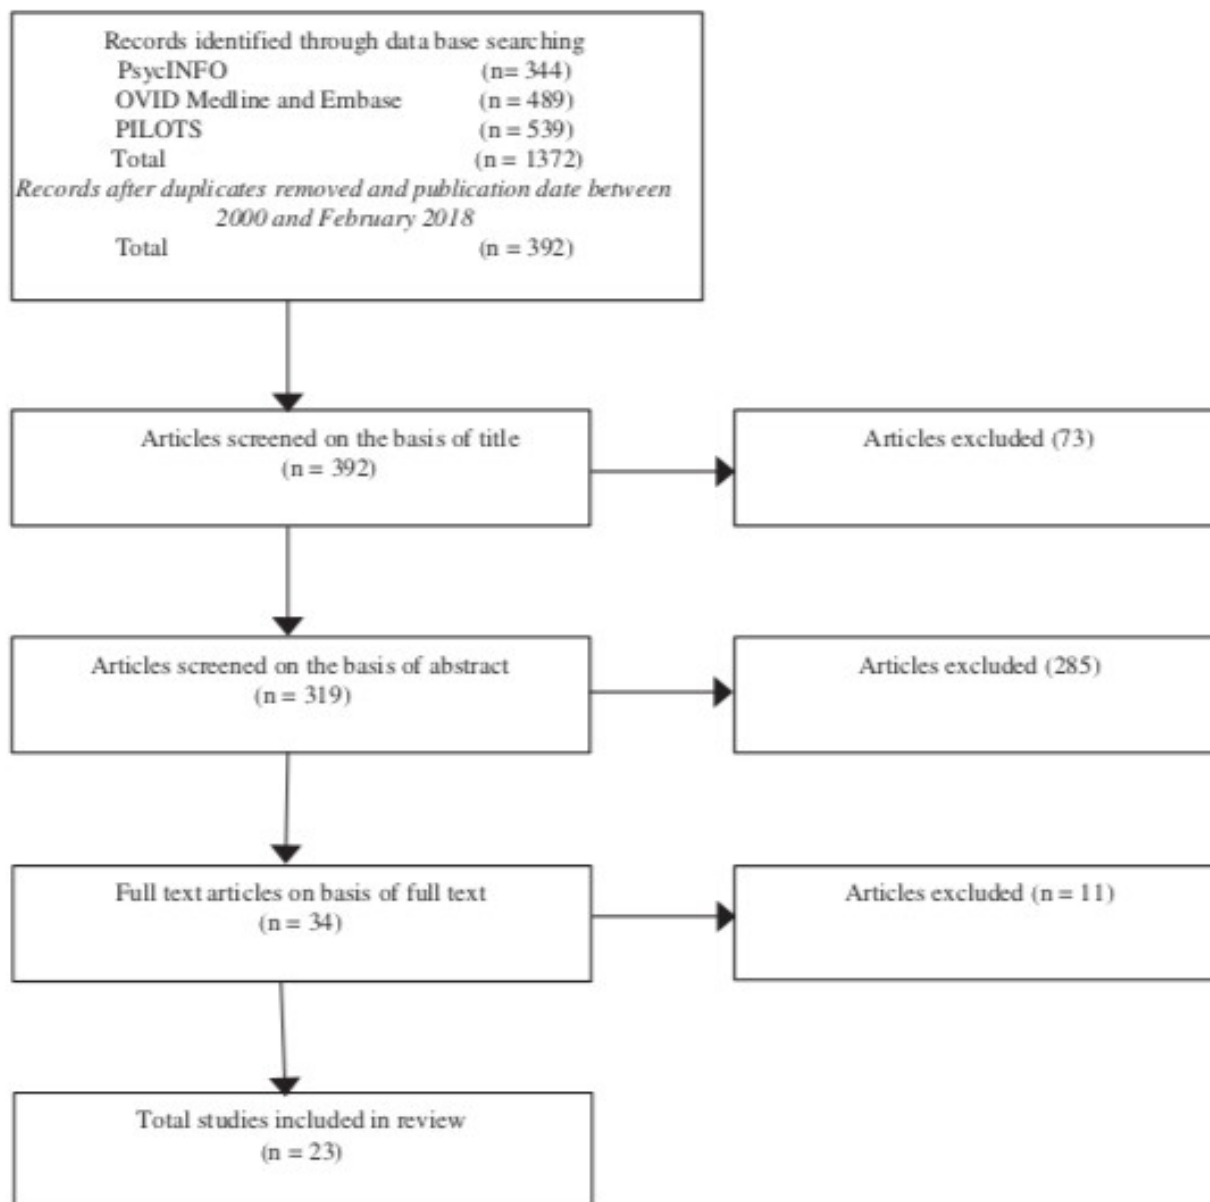 Records identified through data base searching
PsycINFO (n= 344)
OVID Medline and Embase (n = 489)
PILOTS (n = 539)
Total (n = 1372)
Records after duplicates removed and publication date between
2000 and February 2018
Total (n = 392)
Articles screened on the basis of title
(n = 392)
Articles excluded (73)
Articles screened on the basis of abstract
(n = 319)
Articles excluded (285)
Full text articles on basis of full text
(n = 34)
Articles excluded (n = 11)
Total studies included in review
(n = 23)